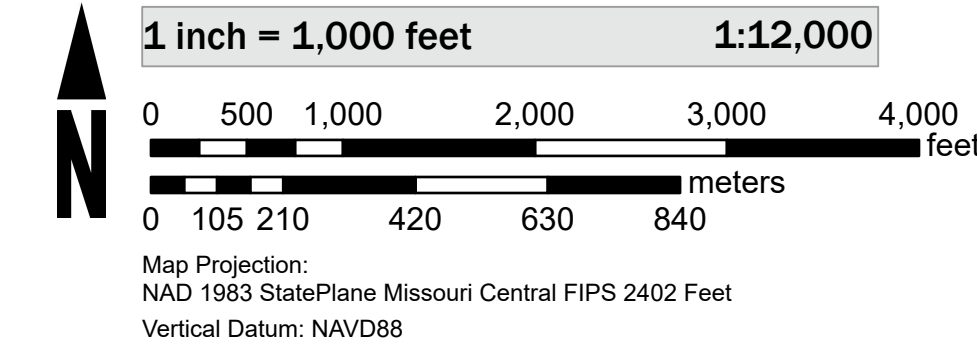 1 inch = 1,000 feet 1:12,000
0 500 1,000 2,000 3,000 4,000
feet
meters
0 105 210 420 630 840
N
Map Projection:
NAD 1983 StatePlane Missouri Central FIPS 2402 Feet
Vertical Datum: NAVD88